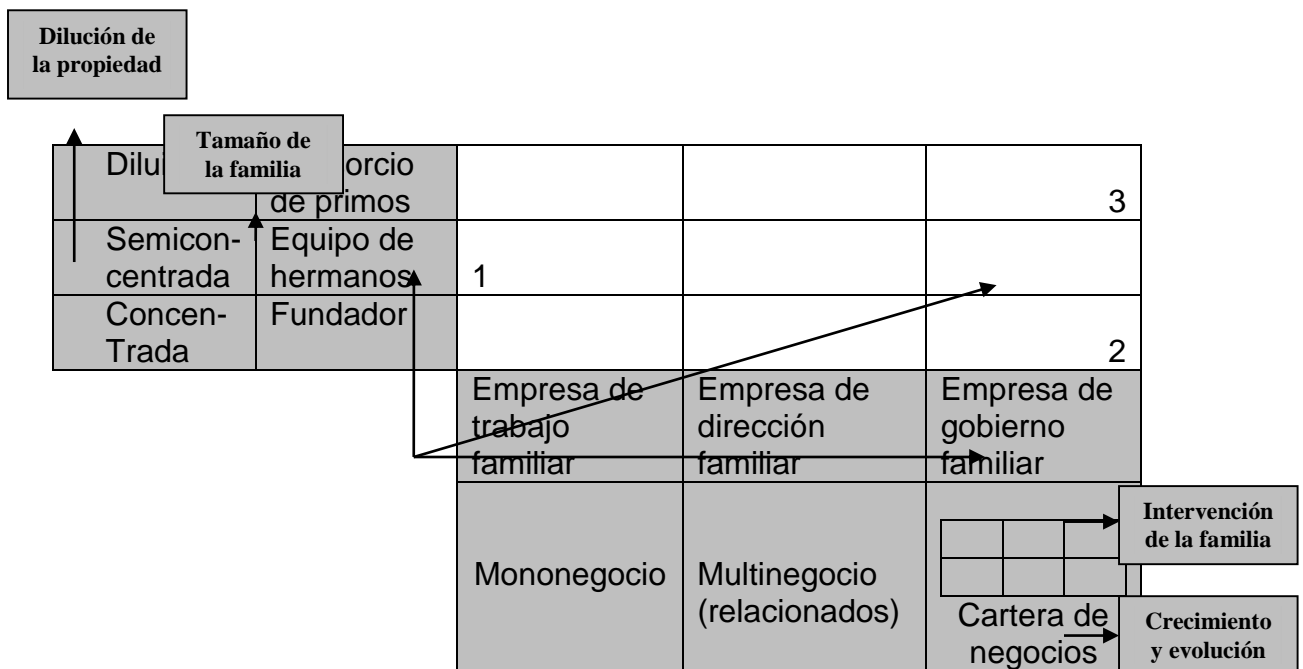 Dilución de
la propiedad
Tamaño de
la familia
Dilui
orcio
de primos
3
Semicon-
centrada
Equipo de
hermanos
1
Concen-
Trada
Fundador
2
Empresa de
trabajo
familiar
Empresa de
dirección
familiar
Empresa de
gobierno
familiar
Mononegocio
Multinegocio
(relacionados)
Cartera de
negocios
Intervención
de la familia
Crecimiento
y evolución